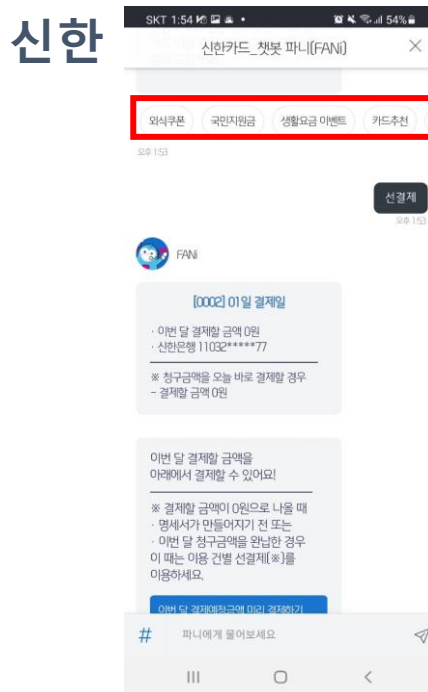 신한
SKT 1:54
54%
신한카드_챗봇 파니(FANi)
외식쿠폰 국민지원금 생활요금 이벤트 카드추천
오후 1:53
선결제
오후 1:53
FANi
[0002] 01일 결제일
· 이번 달 결제할 금액 0원
· 신한은행 11032*****77
※ 청구금액을 오늘 바로 결제할 경우
- 결제할 금액 0원
이번 달 결제할 금액을
아래에서 결제할 수 있어요!
※ 결제할 금액이 0원으로 나올 때
· 명세서가 만들어지기 전 또는
· 이번 달 청구금액을 완납한 경우
이 때는 이용 건별 선결제(※)를
이용하세요.
이번 달 결제예정금액 미리 결제하기
# 파니에게 물어보세요